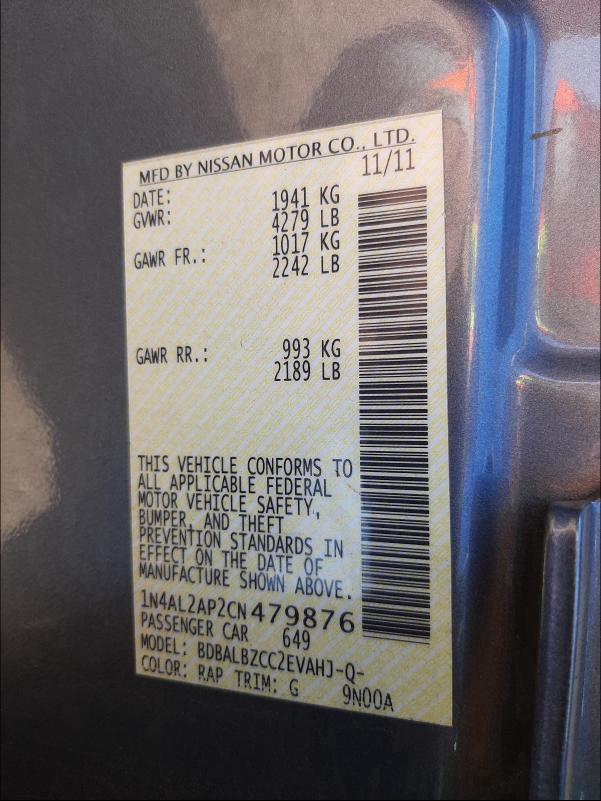 MFD BY NISSAN MOTOR CO., LTD.
DATE: 11/11
GVWR: 1941 KG
4279 LB
GAWR FR.: 1017 KG
2242 LB
GAWR RR.: 993 KG
2189 LB
THIS VEHICLE CONFORMS TO
ALL APPLICABLE FEDERAL
MOTOR VEHICLE SAFETY,
BUMPER, AND THEFT
PREVENTION STANDARDS IN
EFFECT ON THE DATE OF
MANUFACTURE SHOWN ABOVE.
1N4AL2AP2CN479876
PASSENGER CAR 649
MODEL: BDBALBZCC2EVAHJ-Q-
COLOR: RAP TRIM: G 9N00A